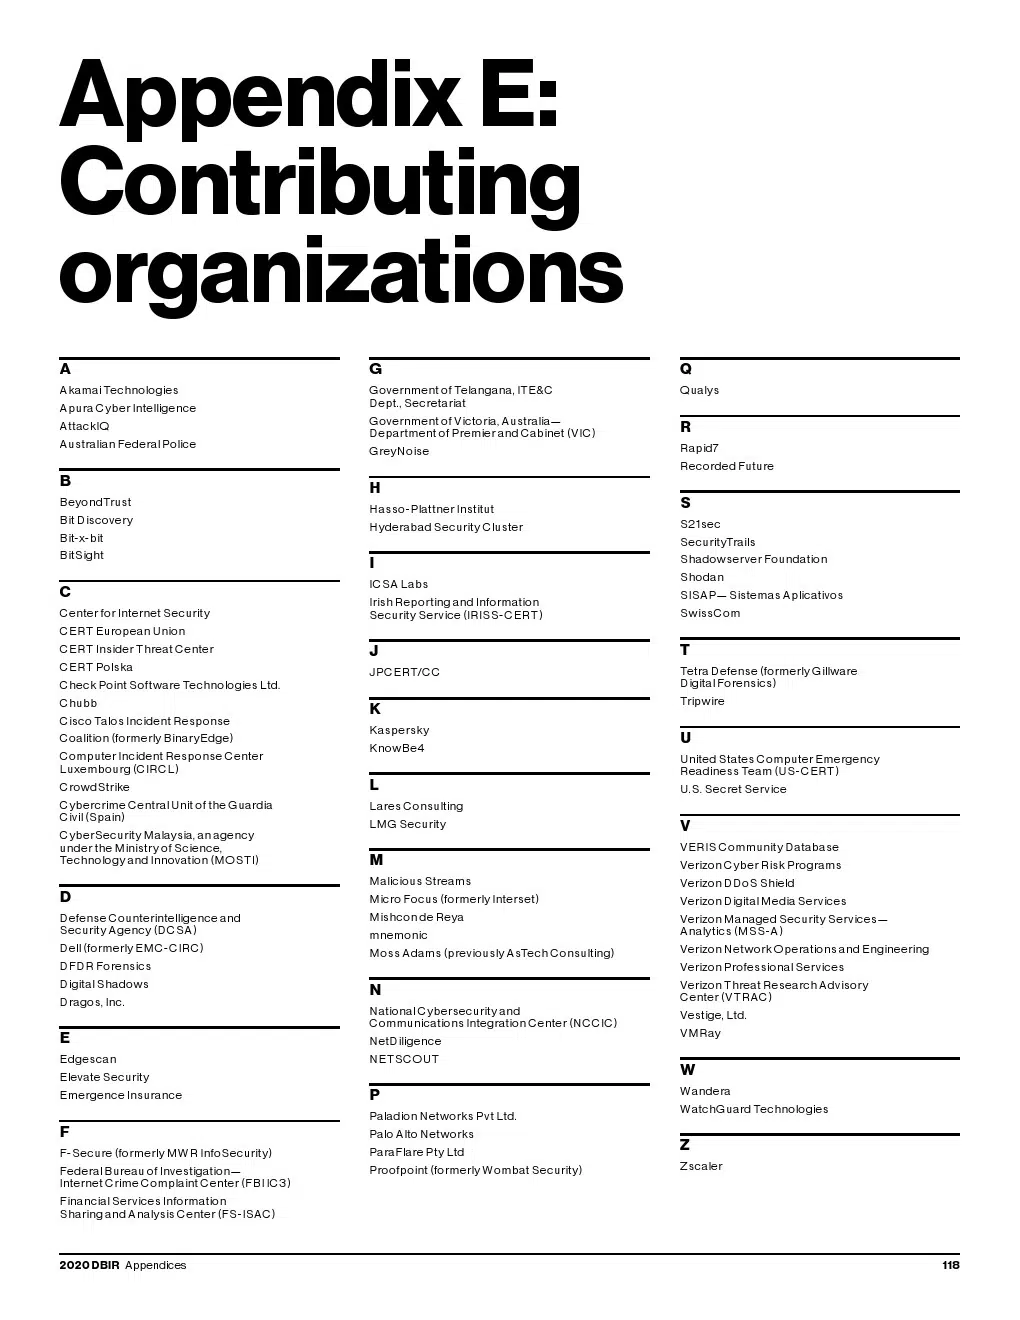 Appendix E:
Contributing
organizations
A
Akamai Technologies
Apura Cyber Intelligence
AttackIQ
Australian Federal Police
B
BeyondTrust
Bit Discovery
Bit-x-bit
BitSight
C
Center for Internet Security
CERT European Union
CERT Insider Threat Center
CERT Polska
Check Point Software Technologies Ltd.
Chubb
Cisco Talos Incident Response
Coalition (formerly BinaryEdge)
Computer Incident Response Center
Luxembourg (CIRCL)
CrowdStrike
Cybercrime Central Unit of the Guardia
Civil (Spain)
CyberSecurity Malaysia, an agency
under the Ministry of Science,
Technology and Innovation (MOSTI)
D
Defense Counterintelligence and
Security Agency (DCSA)
Dell (formerly EMC-CIRC)
DFDR Forensics
Digital Shadows
Dragos, Inc.
E
Edgescan
Elevate Security
Emergence Insurance
F
F-Secure (formerly MWR InfoSecurity)
Federal Bureau of Investigation—
Internet Crime Complaint Center (FBI IC3)
Financial Services Information
Sharing and Analysis Center (FS-ISAC)
G
Government of Telangana, ITE&C
Dept., Secretariat
Government of Victoria, Australia—
Department of Premier and Cabinet (VIC)
GreyNoise
H
Hasso-Plattner Institut
Hyderabad Security Cluster
I
ICSA Labs
Irish Reporting and Information
Security Service (IRISS-CERT)
J
JPCERT/CC
K
Kaspersky
KnowBe4
L
Lares Consulting
LMG Security
M
Malicious Streams
Micro Focus (formerly Interset)
Mishcon de Reya
mnemonic
Moss Adams (previously AsTech Consulting)
N
National Cybersecurity and
Communications Integration Center (NCCIC)
NetDiligence
NETSCOUT
P
Paladion Networks Pvt Ltd.
Palo Alto Networks
ParaFlare Pty Ltd
Proofpoint (formerly Wombat Security)
Q
Qualys
R
Rapid7
Recorded Future
S
S21sec
SecurityTrails
Shadowserver Foundation
Shodan
SISAP— Sistemas Aplicativos
SwissCom
T
Tetra Defense (formerly Gillware
Digital Forensics)
Tripwire
U
United States Computer Emergency
Readiness Team (US-CERT)
U.S. Secret Service
V
VERIS Community Database
Verizon Cyber Risk Programs
Verizon DDoS Shield
Verizon Digital Media Services
Verizon Managed Security Services—
Analytics (MSS-A)
Verizon Network Operations and Engineering
Verizon Professional Services
Verizon Threat Research Advisory
Center (VTRAC)
Vestige, Ltd.
VMRay
W
Wandera
WatchGuard Technologies
Z
Zscaler
2020 DBIR Appendices
118